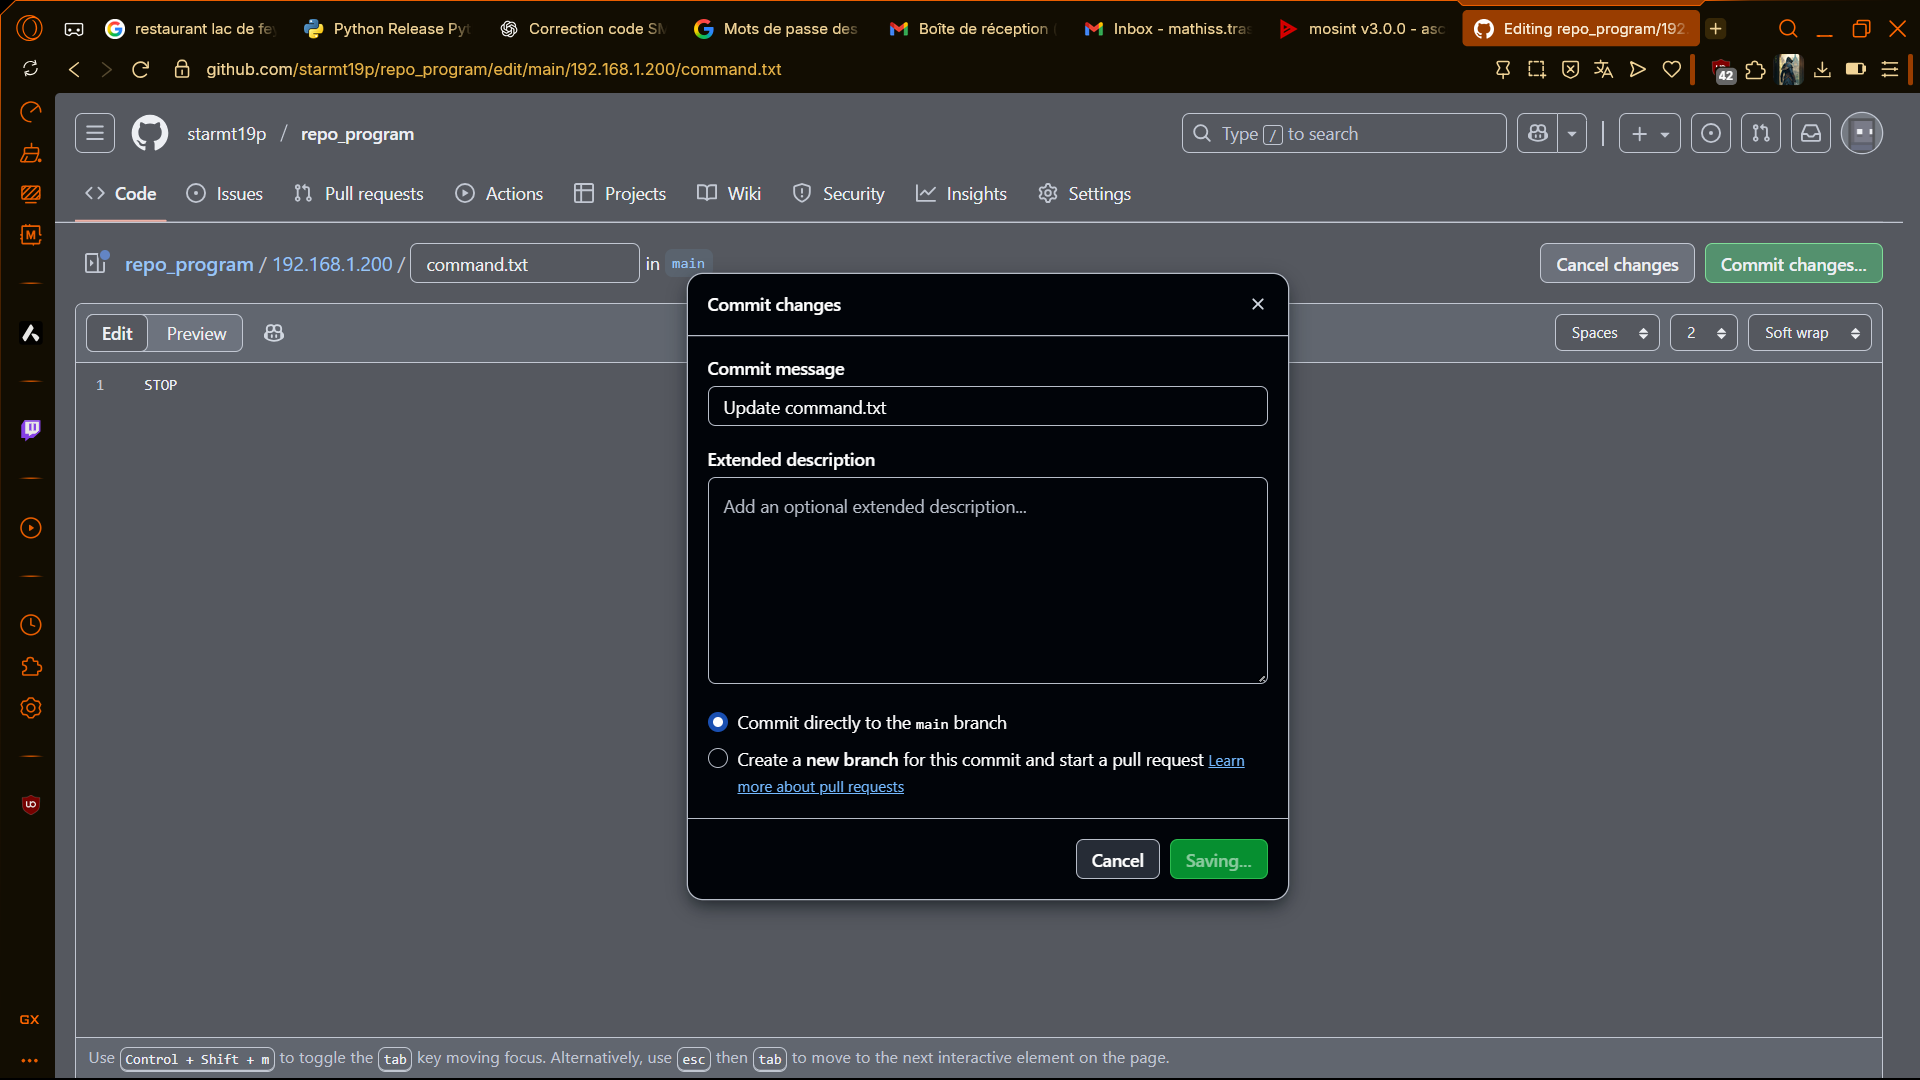 restaurant lac de fey
Python Release Pyt
Correction code SM
Mots de passe des
Boîte de réception
Inbox - mathiss.tras
mosint v3.0.0 - asc
Editing repo_program/192.
github.com/starmt19p/repo_program/edit/main/192.168.1.200/command.txt
42
starmt19p / repo_program
Type / to search
Code
Issues
Pull requests
Actions
Projects
Wiki
Security
Insights
Settings
repo_program / 192.168.1.200 / command.txt in main
Cancel changes
Commit changes...
Edit
Preview
Spaces
2
Soft wrap
1 STOP
Commit changes
Commit message
Update command.txt
Extended description
Add an optional extended description...
Commit directly to the main branch
Create a new branch for this commit and start a pull request Learn
more about pull requests
Cancel
Saving...
GX
Use Control + Shift + m to toggle the tab key moving focus. Alternatively, use esc then tab to move to the next interactive element on the page.